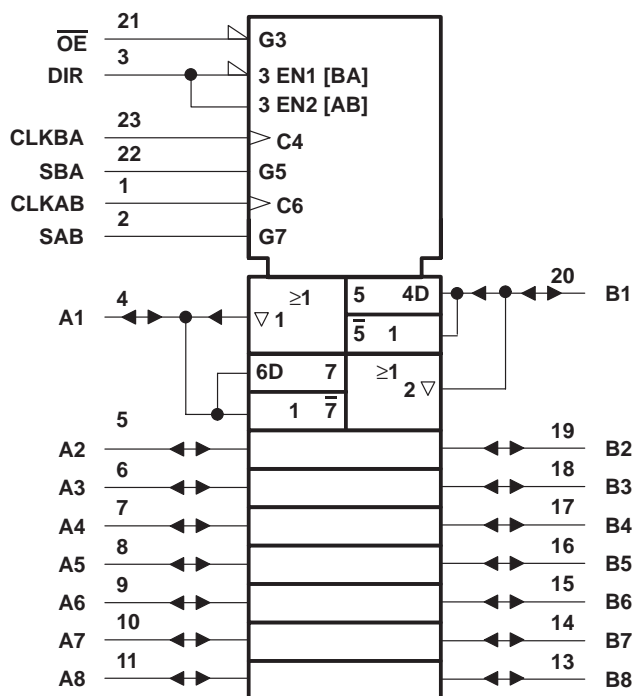 21
O̅E̅ G3
3
DIR 3 EN1 [BA]
3 EN2 [AB]
23
CLKBA C4
22
SBA G5
1
CLKAB C6
2
SAB G7
4 ≥1 5 4D 20
A1 ▽ 1 5̅ 1 B1
6D 7 ≥1
1 7̅ 2 ▽
5 19
A2 B2
6 18
A3 B3
7 17
A4 B4
8 16
A5 B5
9 15
A6 B6
10 14
A7 B7
11 13
A8 B8